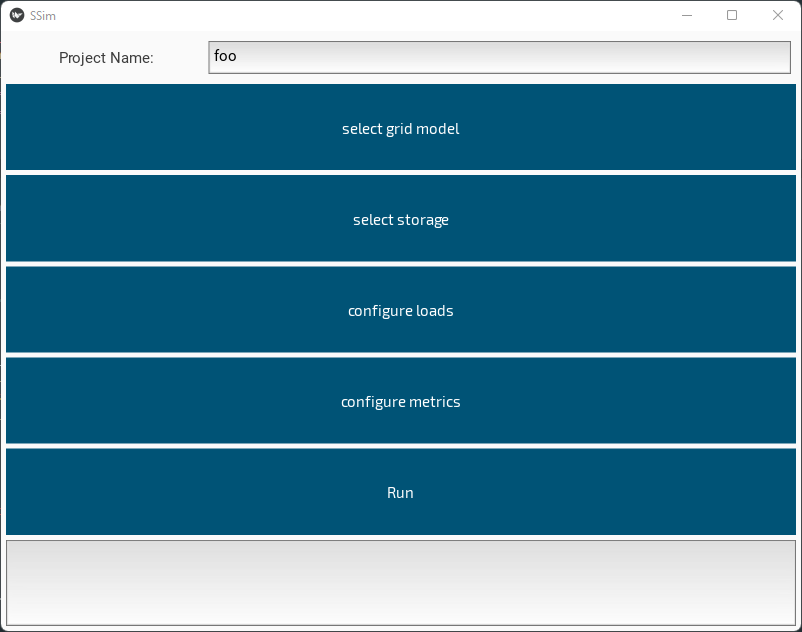 SSim
Project Name: foo
select grid model
select storage
configure loads
configure metrics
Run